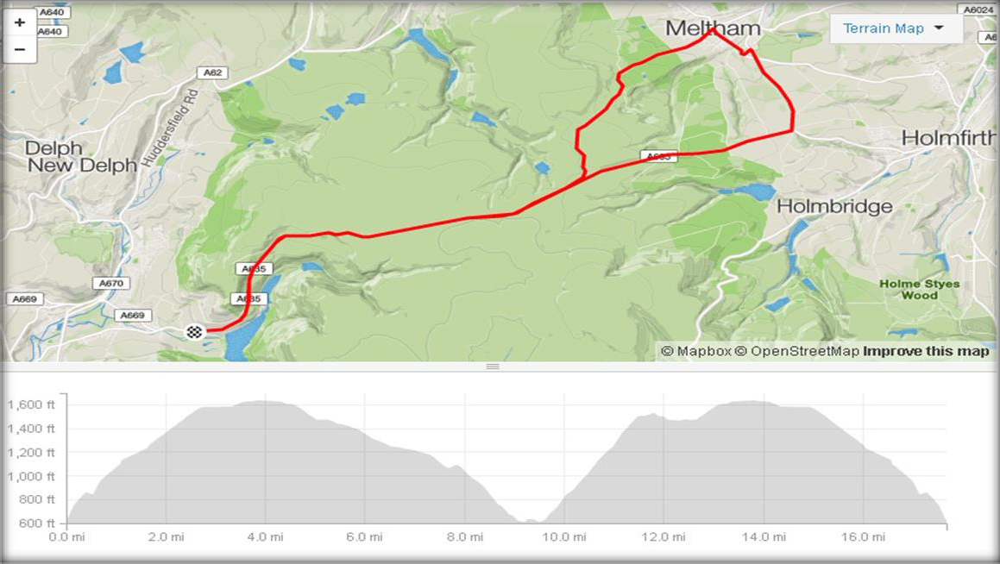 +
−
A640
A640
Meltham
A6024
Terrain Map
A62
Huddersfield Rd
Delph
New Delph
Holmfirth
Holmbridge
A635
A635
A670
A669
A669
Holme Styes
Wood
© Mapbox © OpenStreetMap Improve this map
1,600 ft
1,400 ft
1,200 ft
1,000 ft
800 ft
600 ft
0.0 mi 2.0 mi 4.0 mi 6.0 mi 8.0 mi 10.0 mi 12.0 mi 14.0 mi 16.0 mi